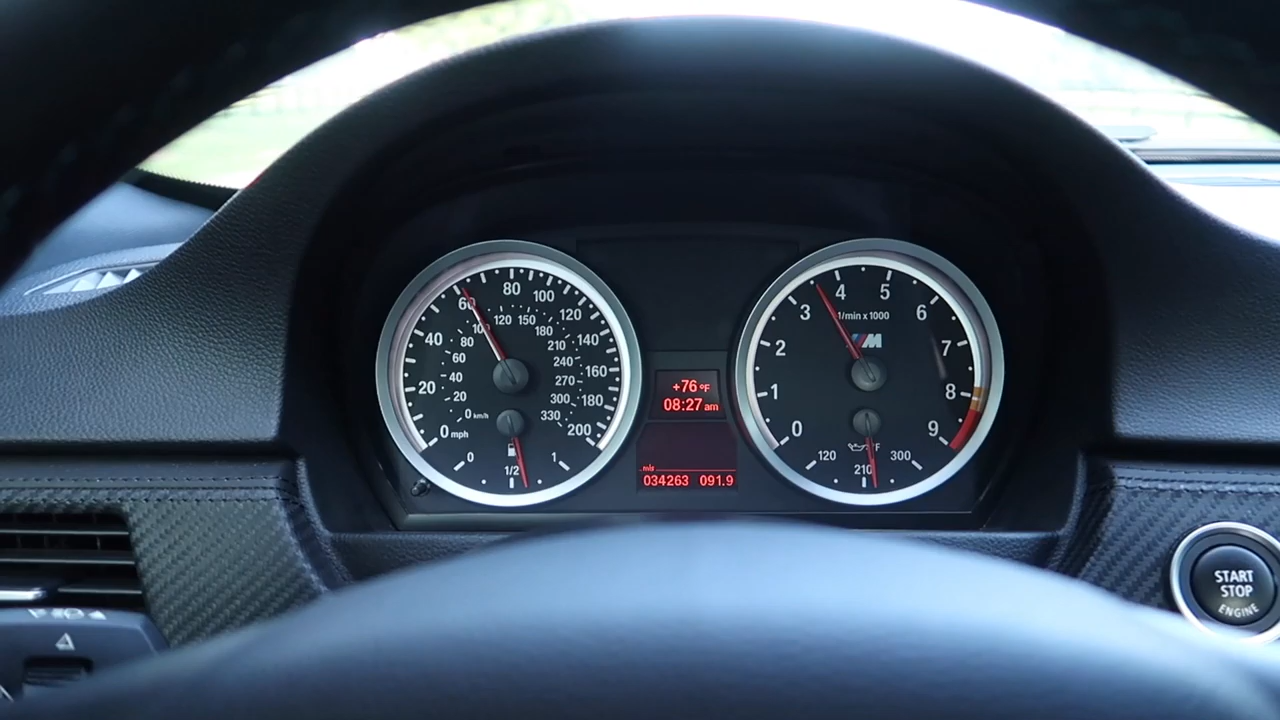 0 20 40 60 80 100 120 140 160 180 200
mph
0 20 40 60 80 100 120 150 180 210 240 270 300 330
km/h
0 1/2 1
+76 °F
08:27 am
mls
034263 091.9
0 1 2 3 4 5 6 7 8 9
1/min x 1000
M
°F
120 210 300
START
STOP
ENGINE